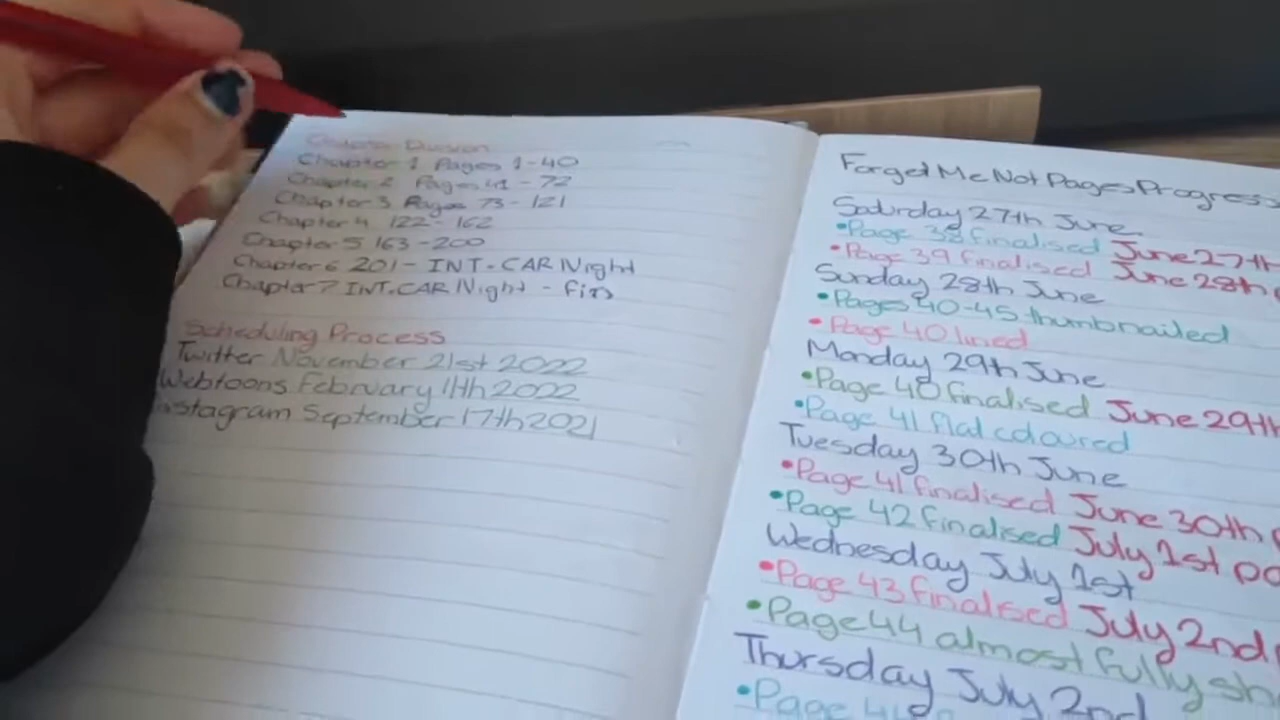 Chapter Division
Chapter 1 Pages 1-40
Chapter 2 Pages 41 - 72
Chapter 3 Pages 73 - 121
Chapter 4 122 - 162
Chapter 5 163 - 200
Chapter 6 201 - INT. CAR Night
Chapter 7 INT. CAR Night - fin
Scheduling Process
Twitter November 21st 2022
Webtoons February 11th 2022
Instagram September 17th 2021
Forget Me Not Pages Progress
Saturday 27th June
•Page 38 finalised June 27th
•Page 39 finalised June 28th
Sunday 28th June
•Pages 40-45 thumbnailed
•Page 40 lined
Monday 29th June
•Page 40 finalised June 29th
•Page 41 flat coloured
Tuesday 30th June
•Page 41 finalised June 30th
•Page 42 finalised July 1st
Wednesday July 1st
•Page 43 finalised July 2nd
•Page 44 almost fully
Thursday July 2nd
•Page